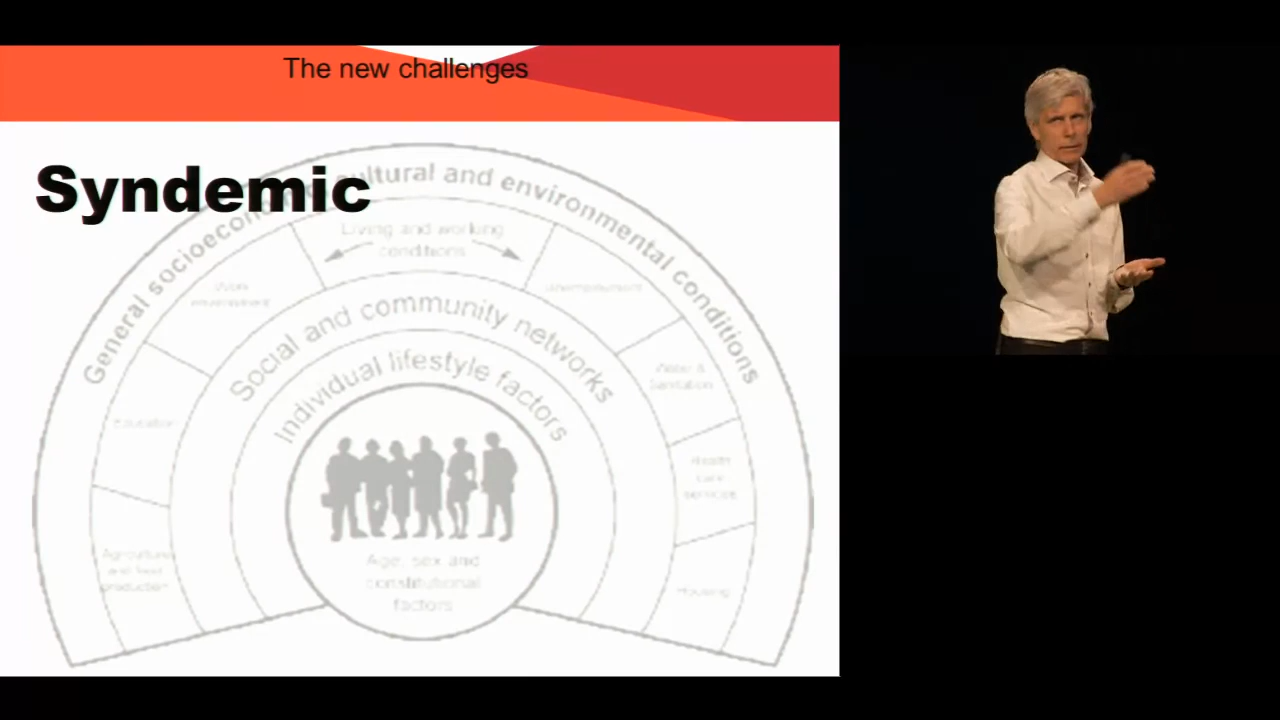 The new challenges
Syndemic
General socioeconomic, cultural and environmental conditions
Living and working
conditions
Work
environment
Unemployment
Social and community networks
Individual lifestyle factors
Water &
Sanitation
Education
Health
care
services
Agriculture
and food
production
Housing
Age, sex and
constitutional
factors